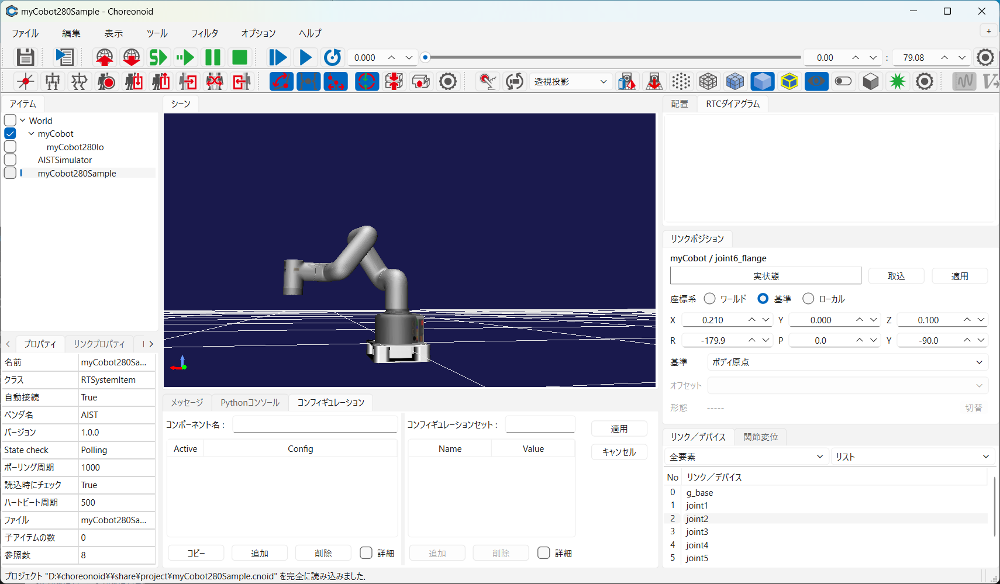 myCobot280Sample - Choreonoid
ファイル 編集 表示 ツール フィルタ オプション ヘルプ
+
S
0.000 0.00 : 79.08
透視投影
アイテム
World
myCobot
myCobot280Io
AISTSimulator
myCobot280Sample
シーン
配置 RTCダイアグラム
リンクポジション
myCobot / joint6_flange
実状態 取込 適用
座標系 ワールド 基準 ローカル
X 0.210 Y 0.000 Z 0.100
R -179.9 P 0.0 Y -90.0
基準 ボディ原点
オフセット
形態 ----- 切替
プロパティ リンクプロパティ
名前 myCobot280Sa...
クラス RTSystemItem
自動接続 True
ベンダ名 AIST
バージョン 1.0.0
State check Polling
ポーリング周期 1000
読込時にチェック True
ハートビート周期 500
ファイル myCobot280Sa...
子アイテムの数 0
参照数 8
メッセージ Pythonコンソール コンフィギュレーション
コンポーネント名 : コンフィギュレーションセット : 適用
キャンセル
Active Config
Name Value
コピー 追加 削除 詳細
追加 削除 詳細
リンク／デバイス 関節変位
全要素 リスト
No リンク／デバイス
0 g_base
1 joint1
2 joint2
3 joint3
4 joint4
5 joint5
プロジェクト "D:¥choreonoid¥¥share¥project¥myCobot280Sample.cnoid" を完全に読み込みました.